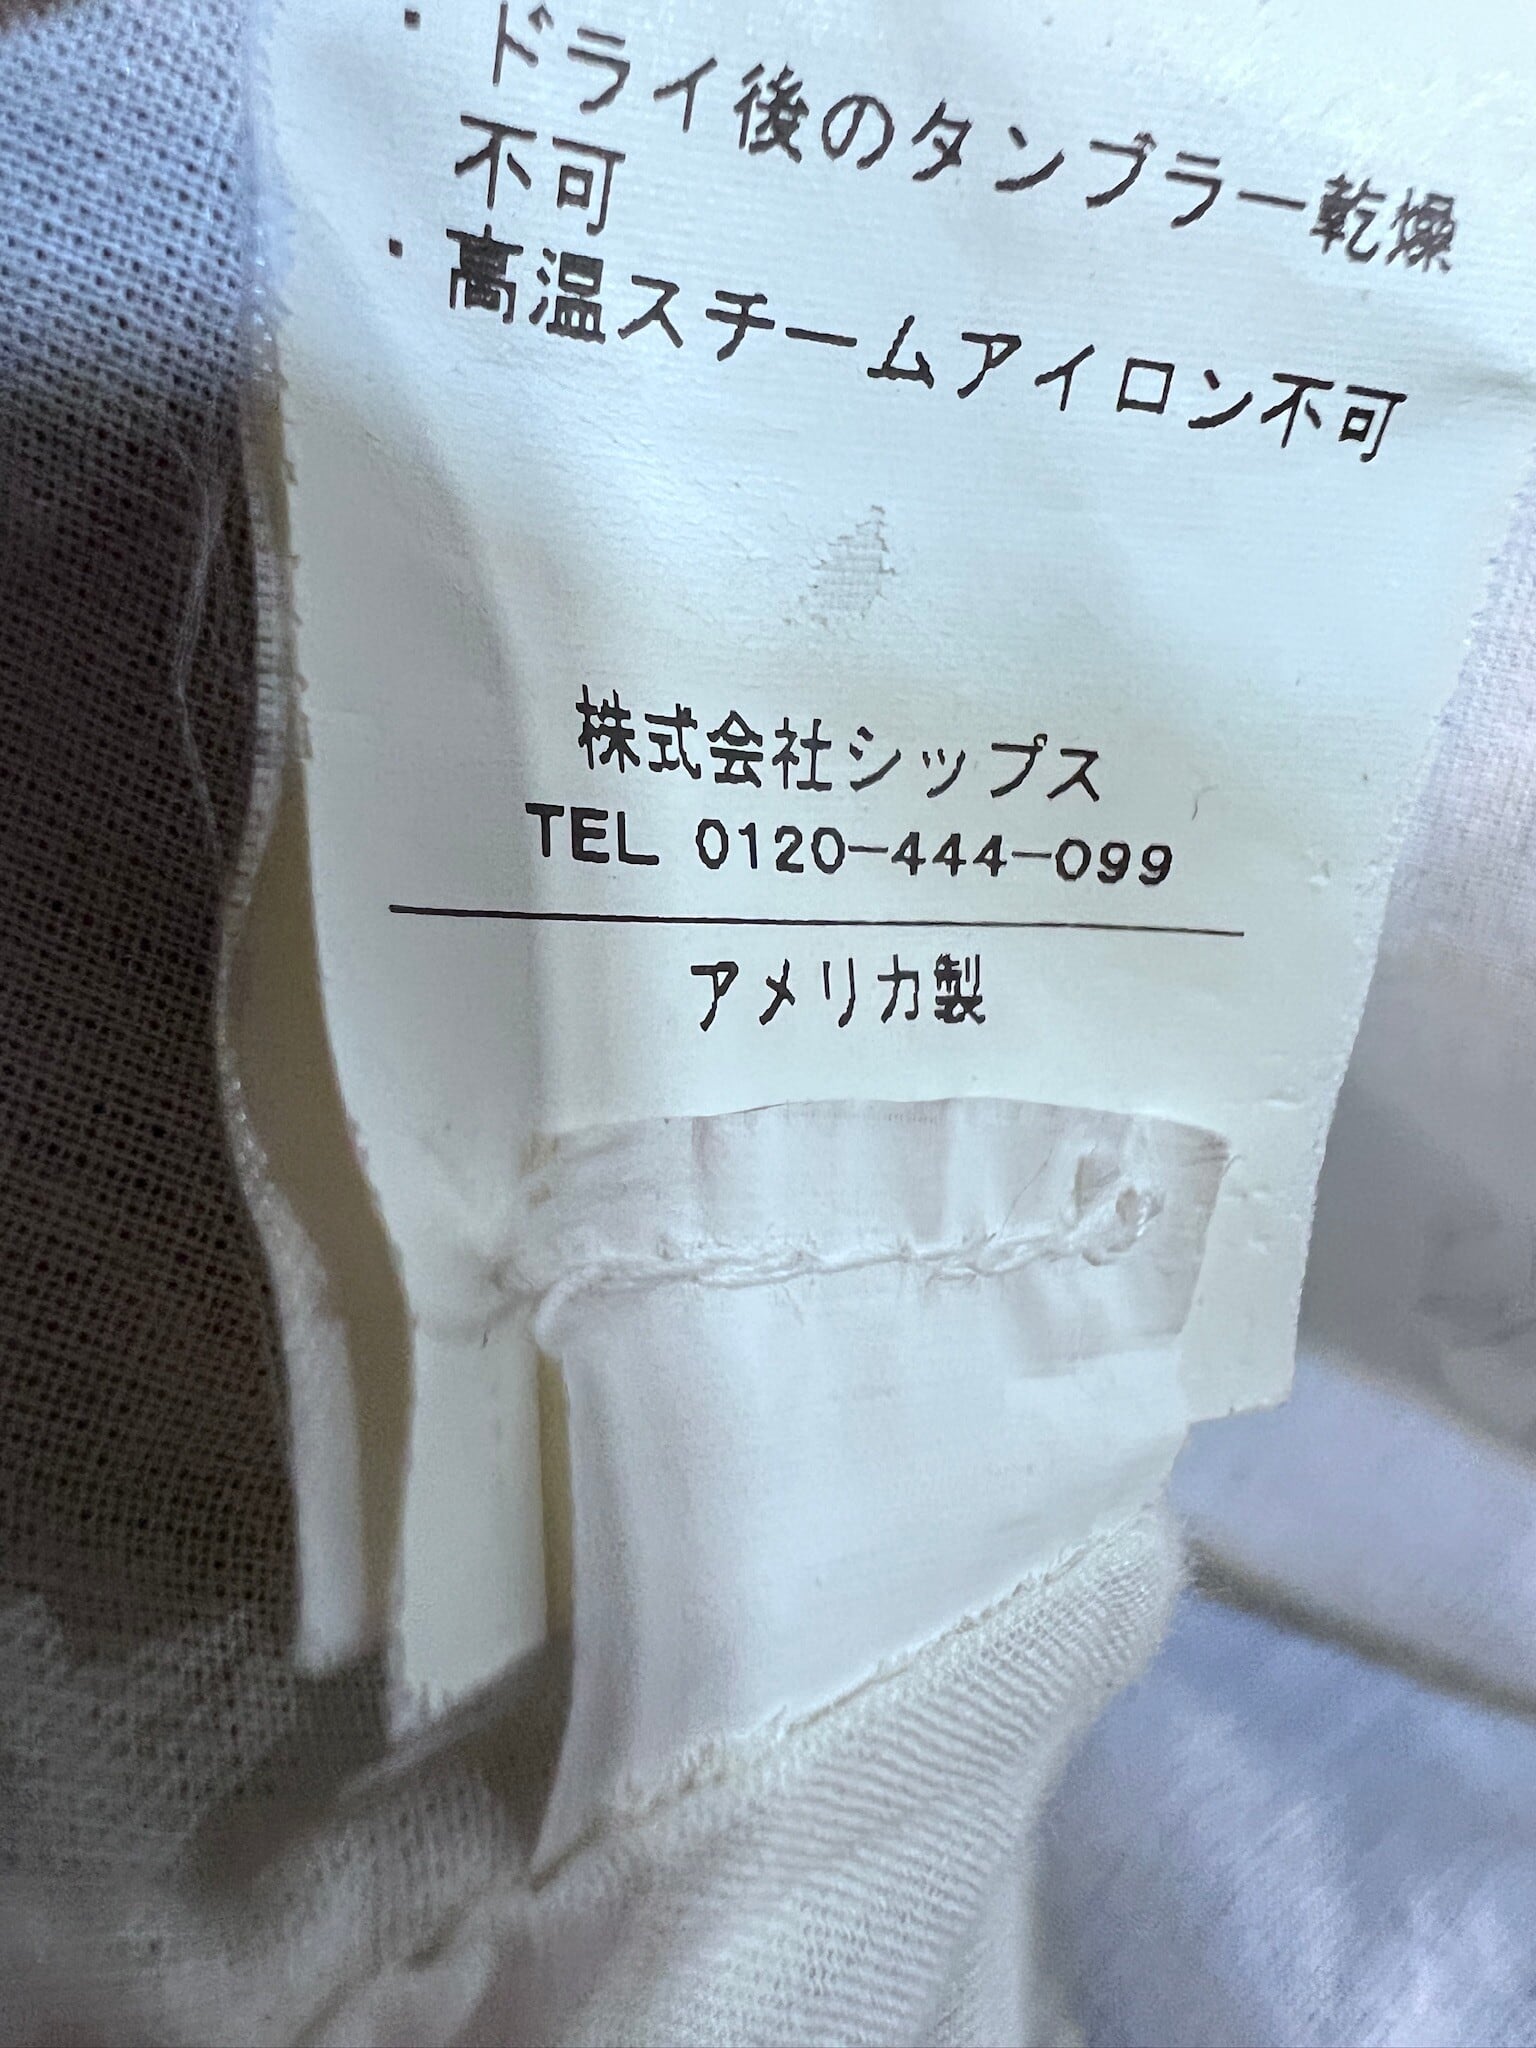 ・ドライ後のタンブラー乾燥
不可
・高温スチームアイロン不可
株式会社シップス
TEL 0120-444-099
アメリカ製